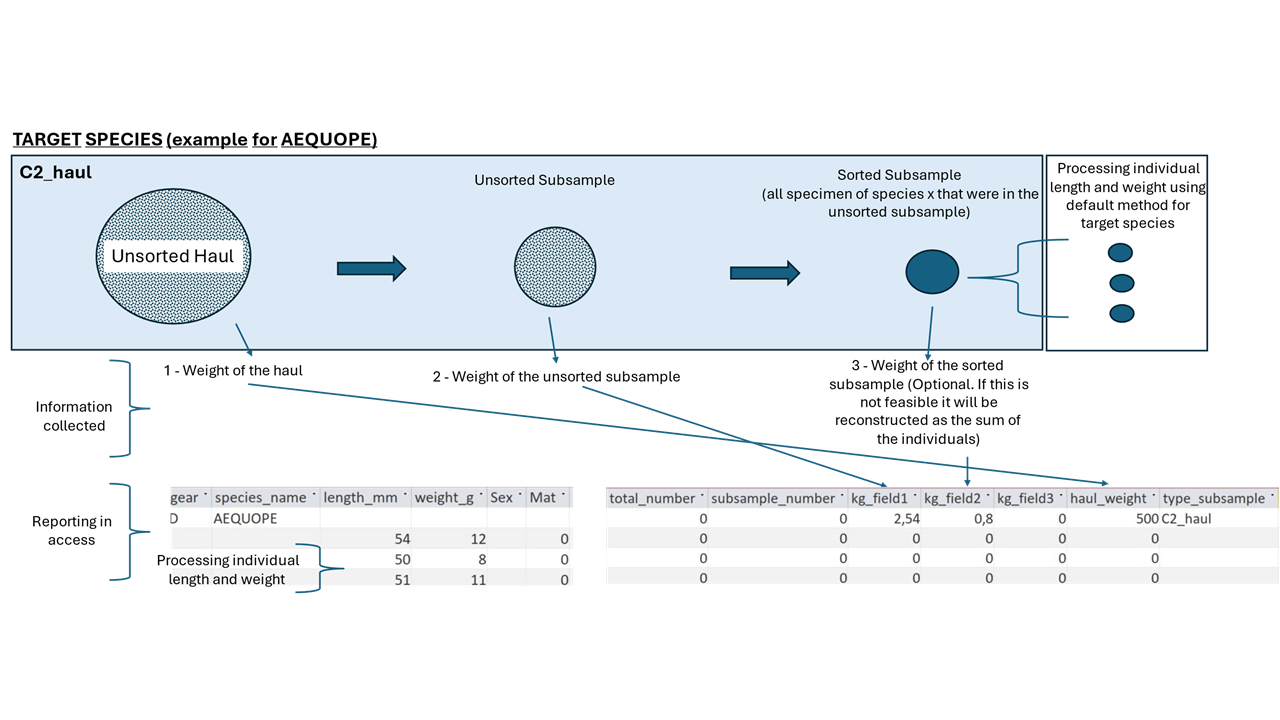 TARGET SPECIES (example for AEQUOPE)
C2_haul
Unsorted Haul
Unsorted Subsample
Sorted Subsample
(all specimen of species x that were in the
unsorted subsample)
Processing individual
length and weight using
default method for
target species
1 - Weight of the haul
2 - Weight of the unsorted subsample
3 - Weight of the sorted
subsample (Optional. If this is
not feasible it will be
reconstructed as the sum of
the individuals)
Information
collected
Reporting in
access
gear species_name length_mm weight_g Sex Mat
D AEQUOPE
54 12 0
50 8 0
51 11 0
Processing individual
length and weight
total_number subsample_number kg_field1 kg_field2 kg_field3 haul_weight type_subsample
0 0 2,54 0,8 0 500 C2_haul
0 0 0 0 0 0
0 0 0 0 0 0
0 0 0 0 0 0